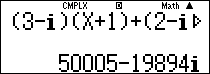 CMPLX D Math ▲
(3-i)(X+1)+(2-i▷
50005-19894i